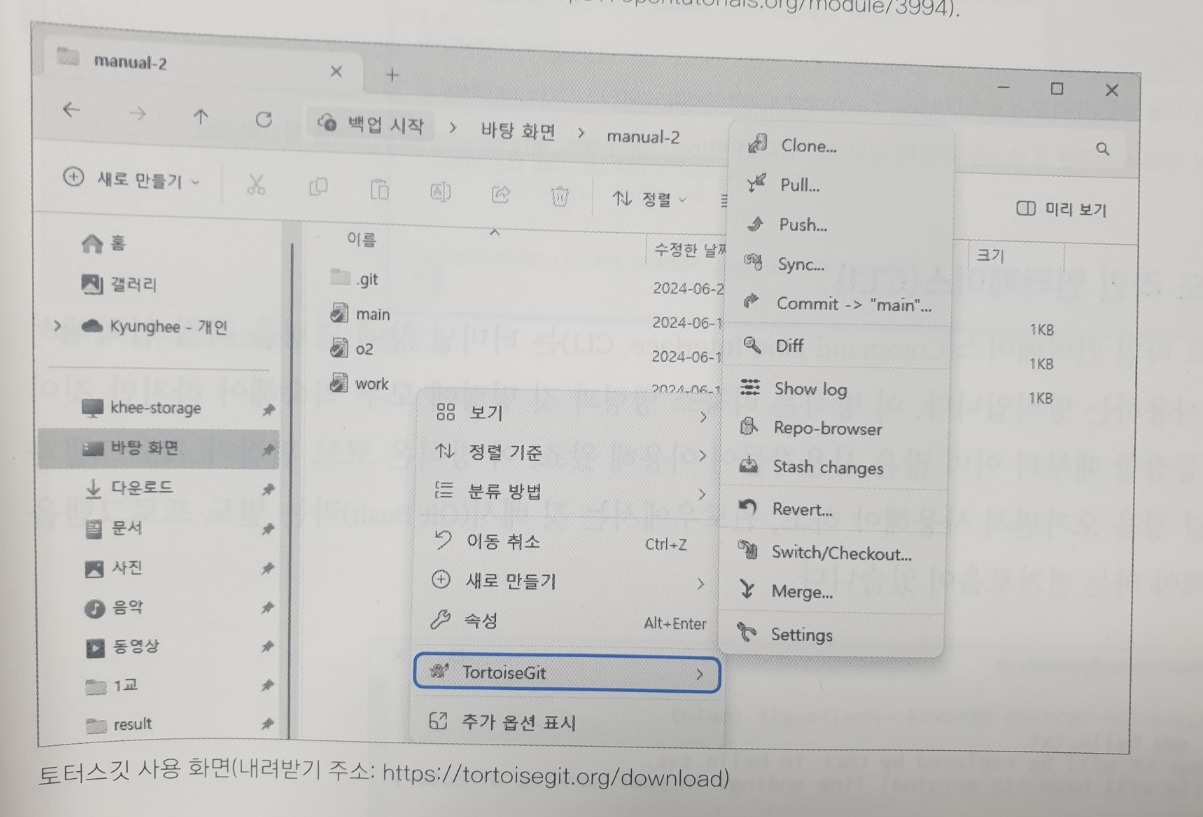 opentutorials.org/module/3994).
manual-2
백업 시작 > 바탕 화면 > manual-2
새로 만들기
정렬
미리 보기
이름
수정한 날짜
크기
홈
갤러리
Kyunghee - 개인
khee-storage
바탕 화면
다운로드
문서
사진
음악
동영상
1교
result
.git
2024-06-2
main
2024-06-1
1KB
o2
2024-06-1
1KB
work
2024-06-1
1KB
보기
정렬 기준
분류 방법
이동 취소
Ctrl+Z
새로 만들기
속성
Alt+Enter
TortoiseGit
추가 옵션 표시
Clone...
Pull...
Push...
Sync...
Commit -> "main"...
Diff
Show log
Repo-browser
Stash changes
Revert...
Switch/Checkout...
Merge...
Settings
토터스깃 사용 화면(내려받기 주소: https://tortoisegit.org/download)